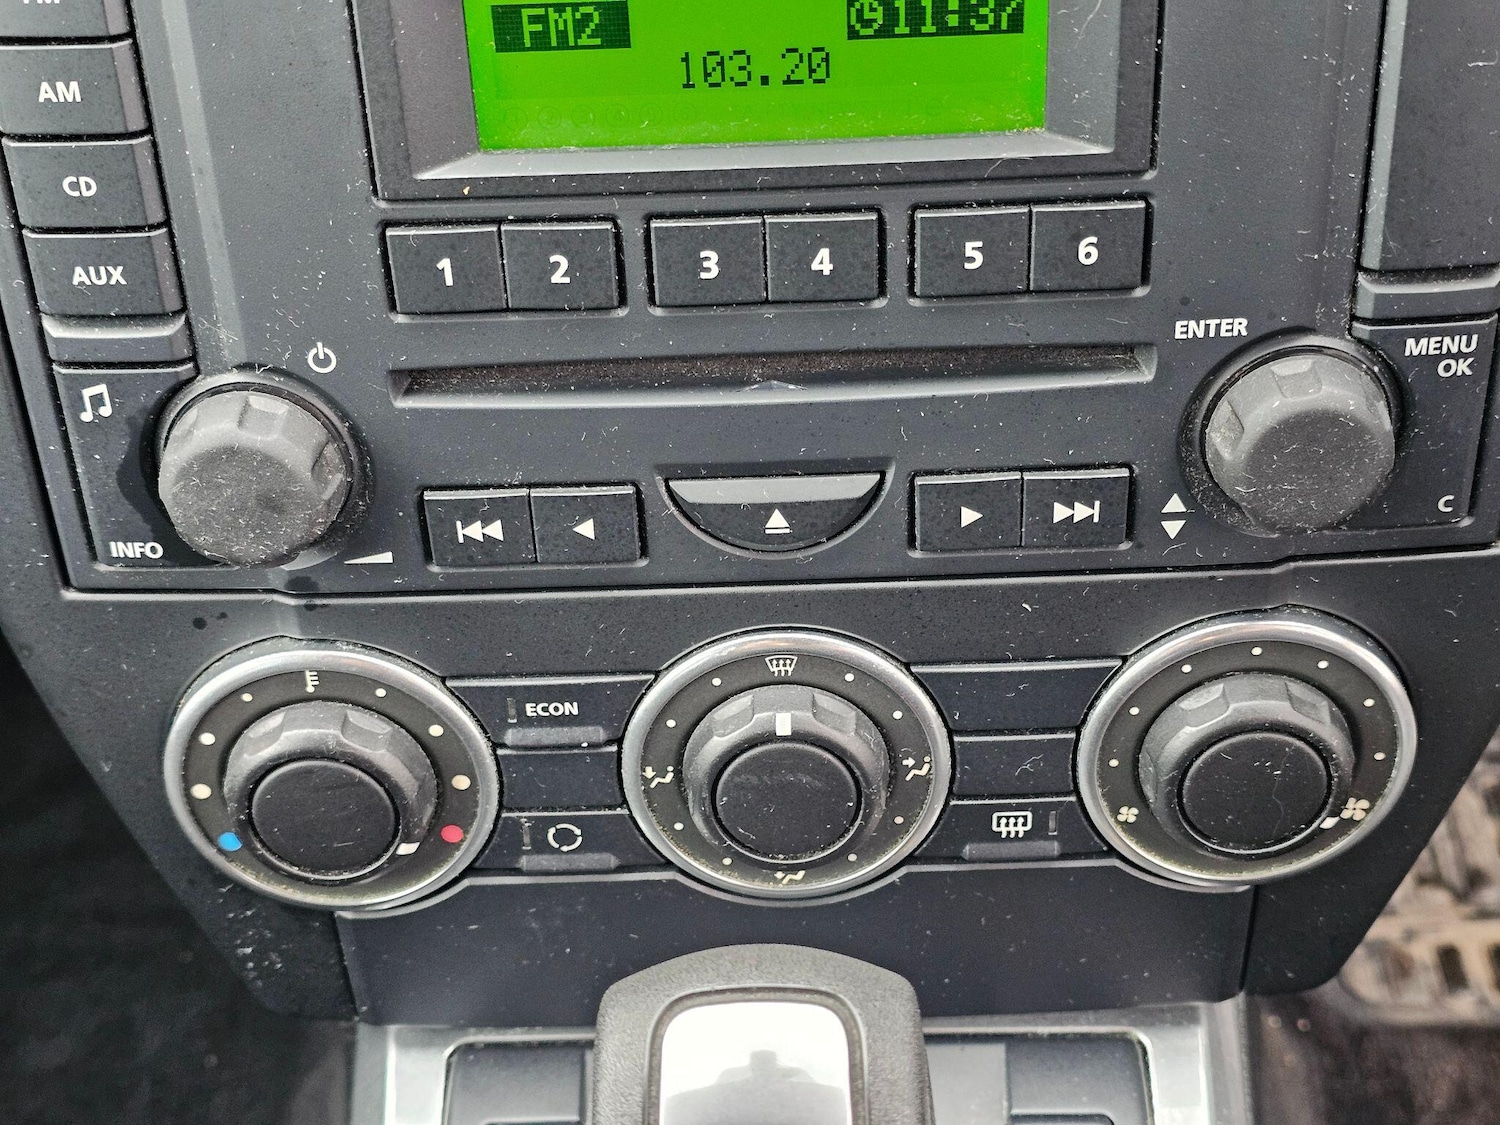 FM
FM2
11:37
103.20
AM
CD
AUX
1
2
3
4
5
6
ENTER
MENU
OK
INFO
C
ECON